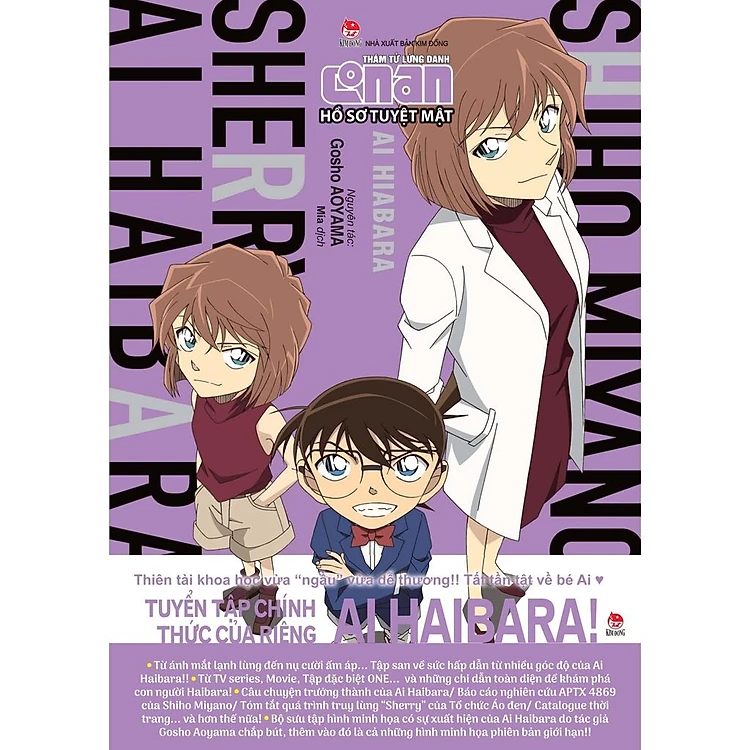 KIM ĐỒNG
NHÀ XUẤT BẢN KIM ĐỒNG
THÁM TỬ LỪNG DANH
Conan
HỒ SƠ TUYỆT MẬT
AI HIABARA
Nguyên tác:
Gosho AOYAMA
Mia dịch
SHERRY
AI HAIBARA
SHIHO MIYANO
Thiên tài khoa học vừa “ngầu” vừa dễ thương!! Tất tần tật về bé Ai ♥
TUYỂN TẬP CHÍNH
THỨC CỦA RIÊNG
AI HAIBARA!
KIM ĐỒNG
• Từ ánh mắt lạnh lùng đến nụ cười ấm áp... Tập san về sức hấp dẫn từ nhiều góc độ của Ai
Haibara!! • Từ TV series, Movie, Tập đặc biệt ONE... và những chỉ dẫn toàn diện để khám phá
con người Haibara! • Câu chuyện trưởng thành của Ai Haibara/ Báo cáo nghiên cứu APTX 4869
của Shiho Miyano/ Tóm tắt quá trình truy lùng “Sherry” của Tổ chức Áo đen/ Catalogue thời
trang... và hơn thế nữa! • Bộ sưu tập hình minh họa có sự xuất hiện của Ai Haibara do tác giả
Gosho Aoyama chắp bút, thêm vào đó là cả những hình minh họa phiên bản giới hạn!!